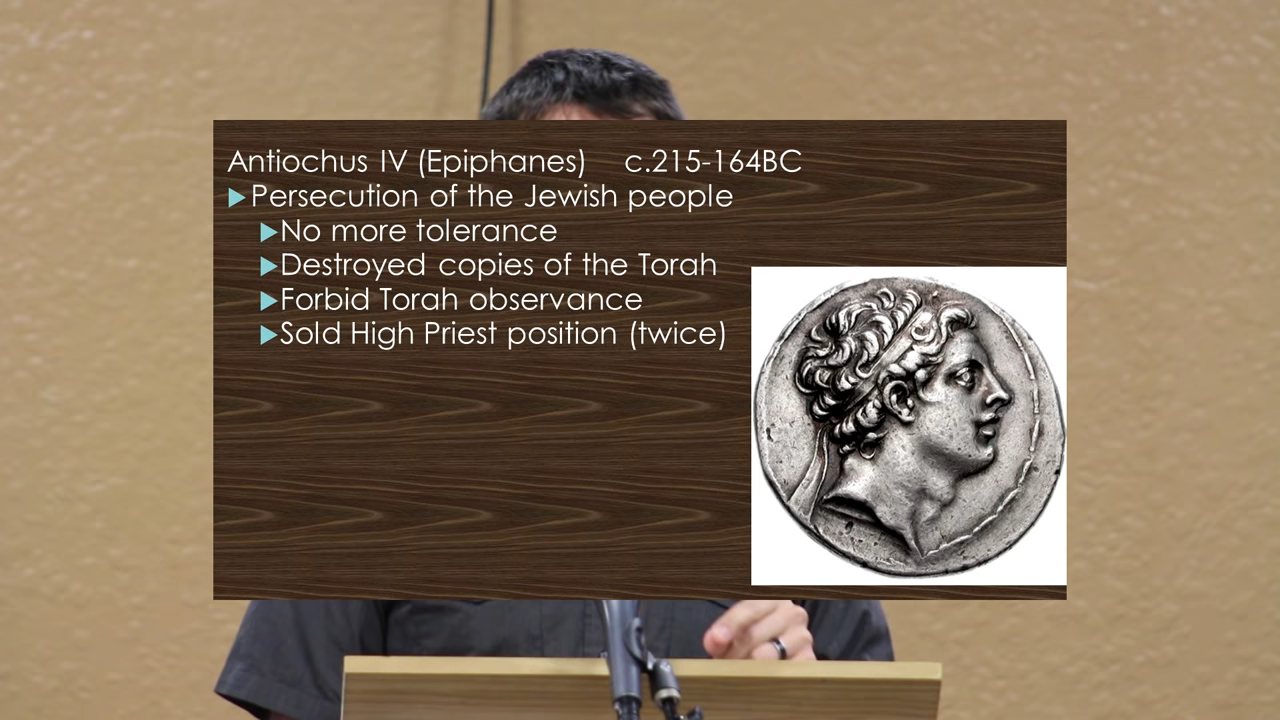 Antiochus IV (Epiphanes) c.215-164BC
Persecution of the Jewish people
No more tolerance
Destroyed copies of the Torah
Forbid Torah observance
Sold High Priest position (twice)